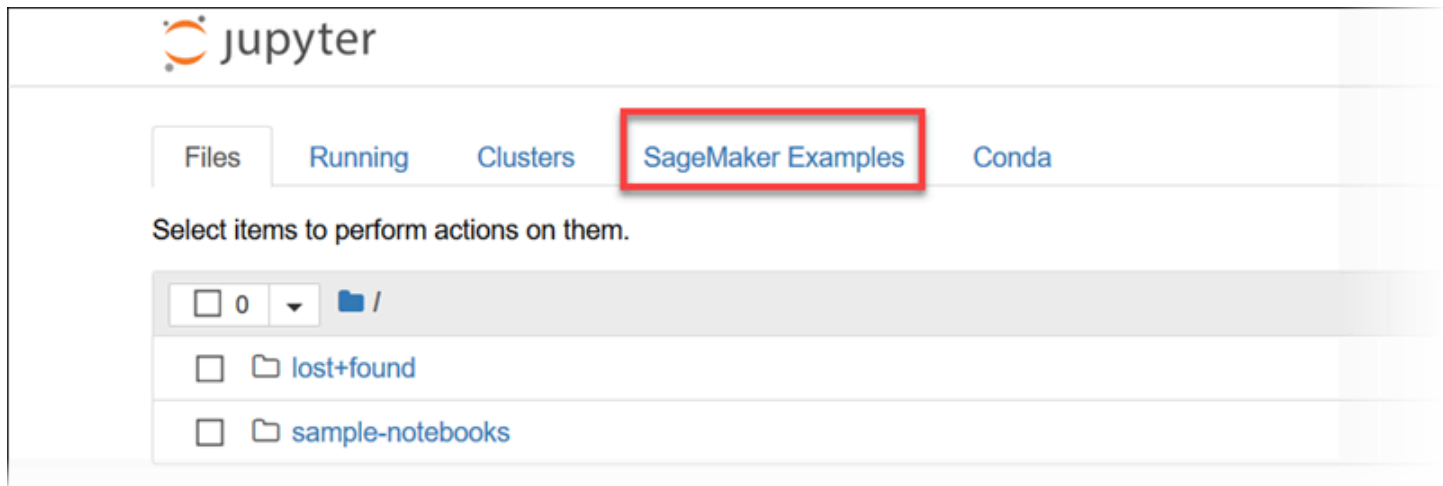 jupyter
Files Running Clusters SageMaker Examples Conda
Select items to perform actions on them.
0 /
lost+found
sample-notebooks